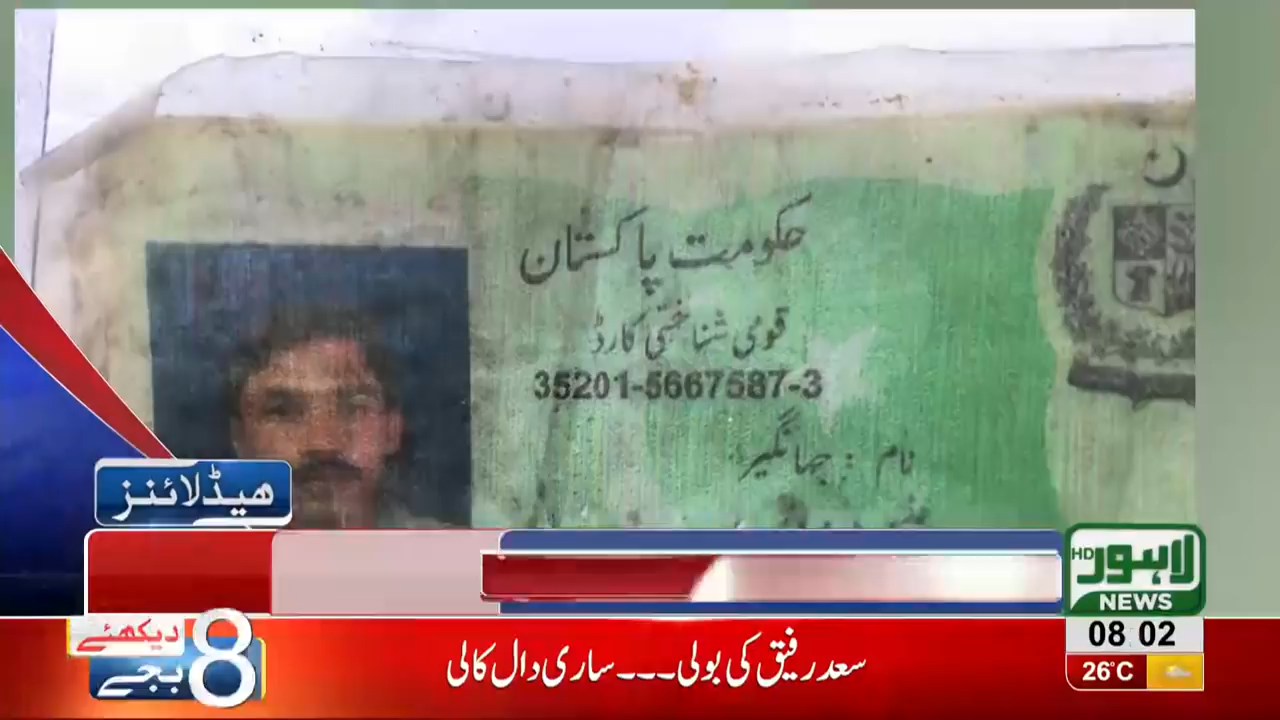 حکومت پاکستان
قومی شناختی کارڈ
35201-5667587-3
نام : جہانگیر
ھیڈلائنز
HD لاہور
NEWS
08 02
26°C
دیکھئے
8 بجے
سعد رفیق کی بولی۔۔۔ ساری دال کالی